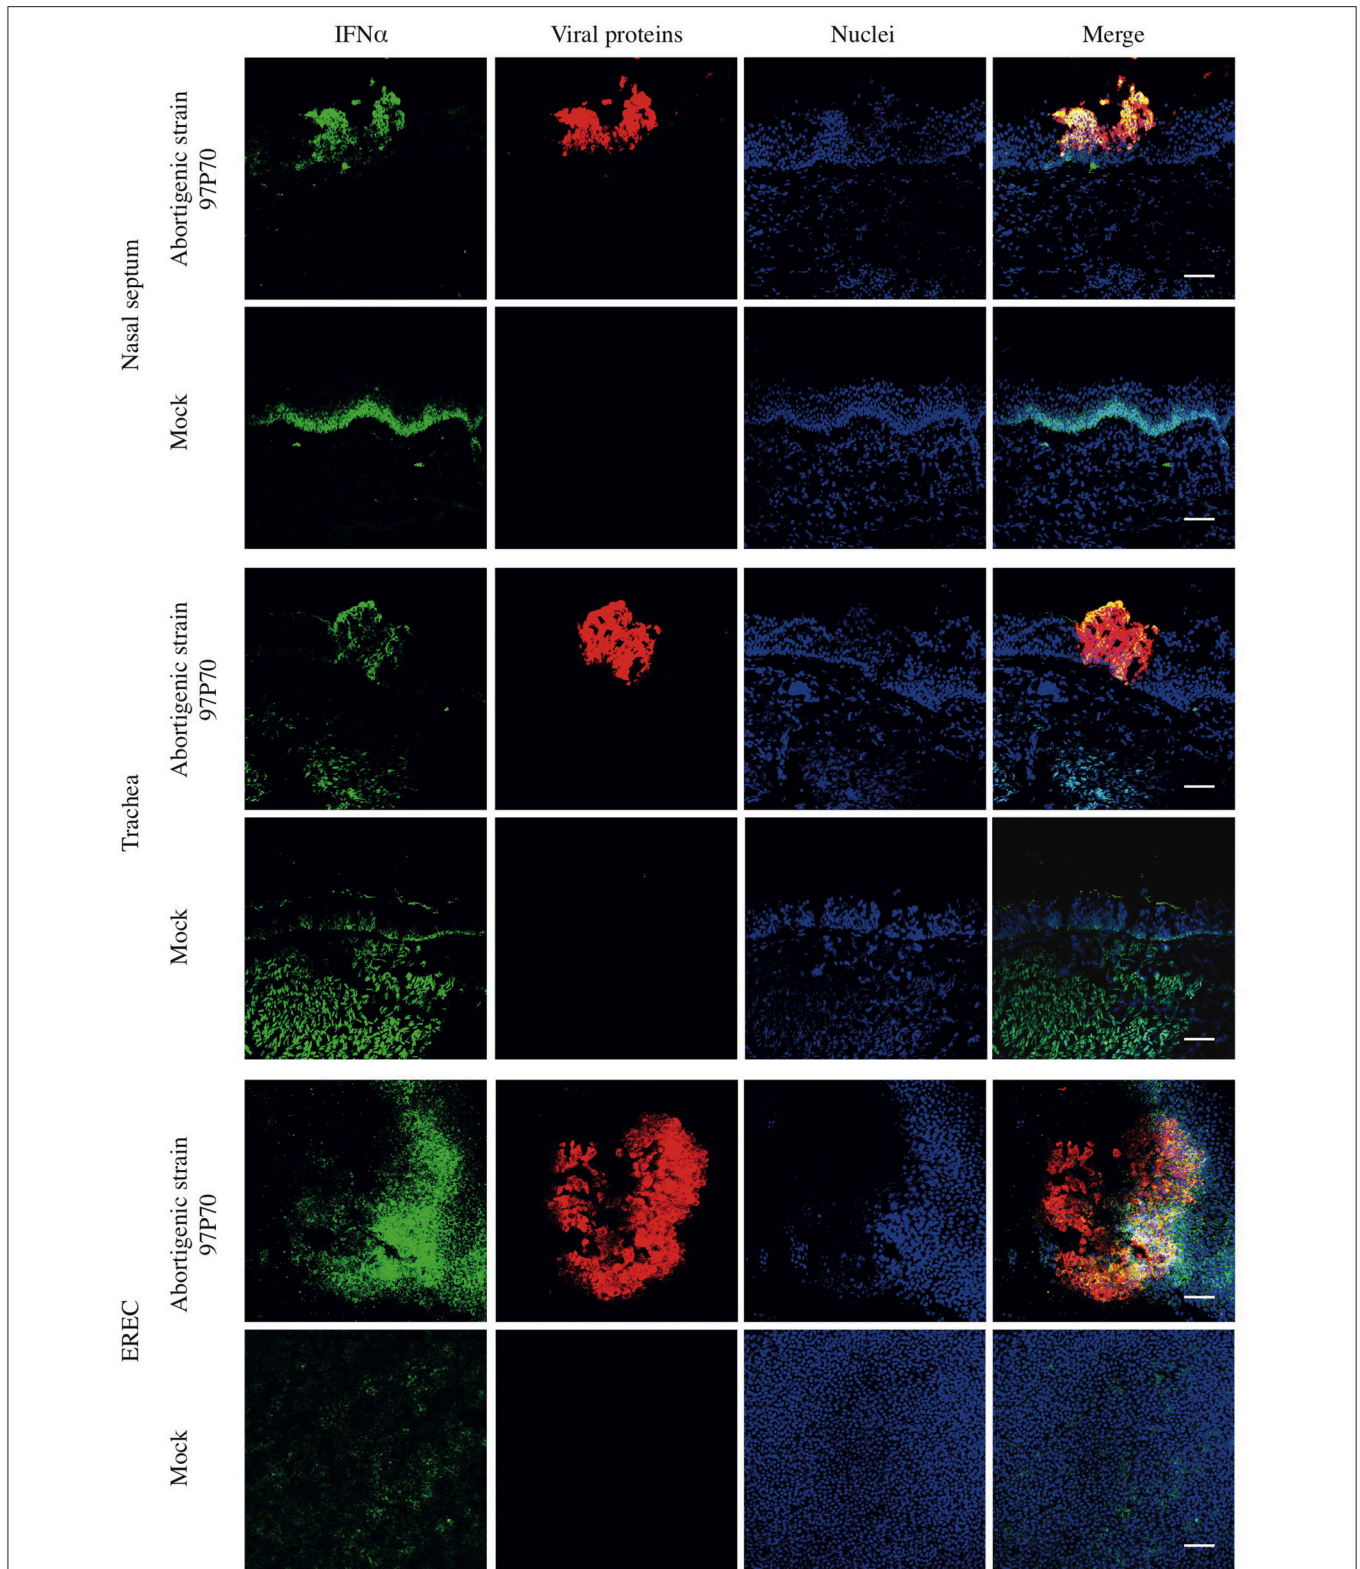 IFNα Viral proteins Nuclei Merge
Nasal septum
Abortigenic strain
97P70
Mock
Trachea
Abortigenic strain
97P70
Mock
EREC
Abortigenic strain
97P70
Mock